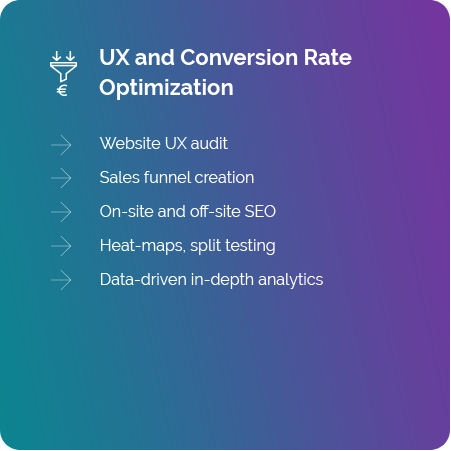 UX and Conversion Rate
Optimization
€
Website UX audit
Sales funnel creation
On-site and off-site SEO
Heat-maps, split testing
Data-driven in-depth analytics